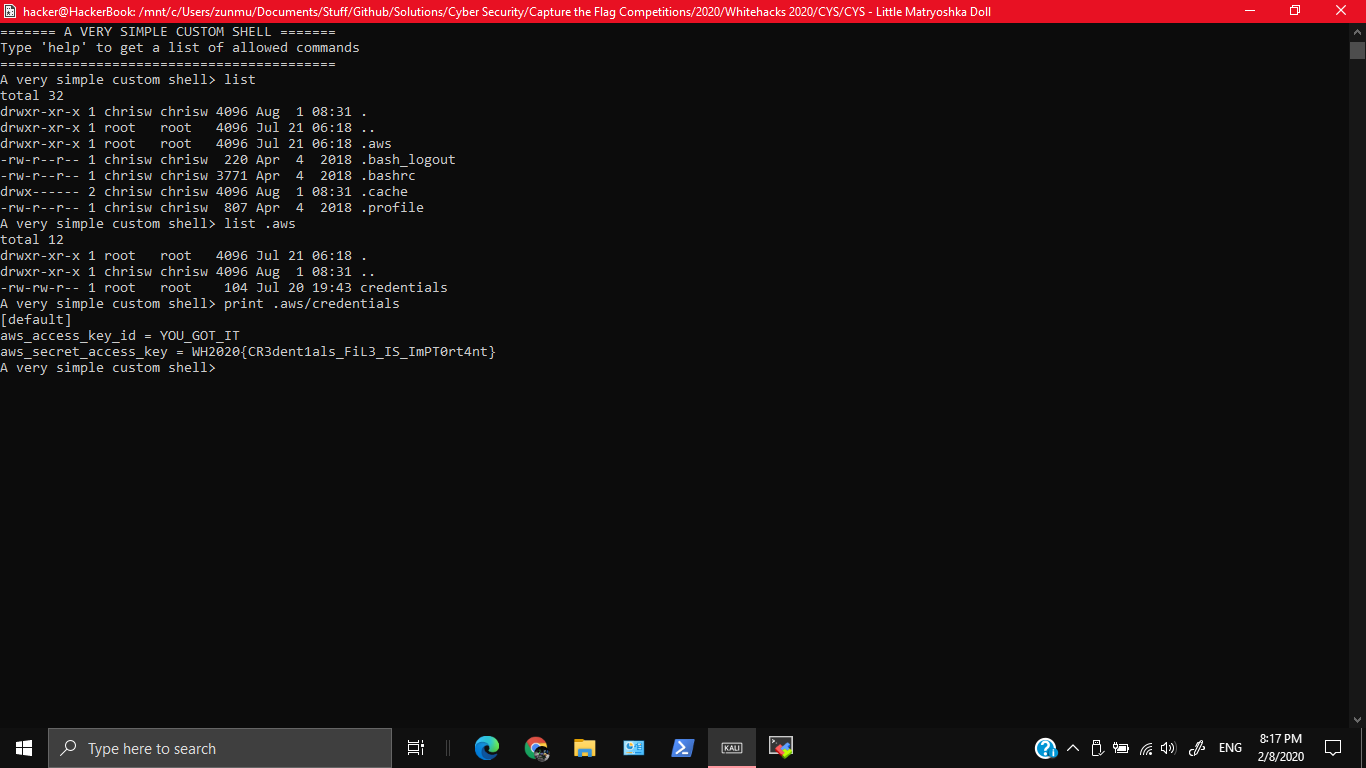 hacker@HackerBook: /mnt/c/Users/zunmu/Documents/Stuff/Github/Solutions/Cyber Security/Capture the Flag Competitions/2020/Whitehacks 2020/CYS/CYS - Little Matryoshka Doll
======= A VERY SIMPLE CUSTOM SHELL =======
Type 'help' to get a list of allowed commands
==========================================
A very simple custom shell> list
total 32
drwxr-xr-x 1 chrisw chrisw 4096 Aug  1 08:31 .
drwxr-xr-x 1 root   root   4096 Jul 21 06:18 ..
drwxr-xr-x 1 root   root   4096 Jul 21 06:18 .aws
-rw-r--r-- 1 chrisw chrisw  220 Apr  4  2018 .bash_logout
-rw-r--r-- 1 chrisw chrisw 3771 Apr  4  2018 .bashrc
drwx------ 2 chrisw chrisw 4096 Aug  1 08:31 .cache
-rw-r--r-- 1 chrisw chrisw  807 Apr  4  2018 .profile
A very simple custom shell> list .aws
total 12
drwxr-xr-x 1 root   root   4096 Jul 21 06:18 .
drwxr-xr-x 1 chrisw chrisw 4096 Aug  1 08:31 ..
-rw-rw-r-- 1 root   root    104 Jul 20 19:43 credentials
A very simple custom shell> print .aws/credentials
[default]
aws_access_key_id = YOU_GOT_IT
aws_secret_access_key = WH2020{CR3dent1als_FiL3_IS_ImPT0rt4nt}
A very simple custom shell>
Type here to search
KALI
ENG
8:17 PM
2/8/2020